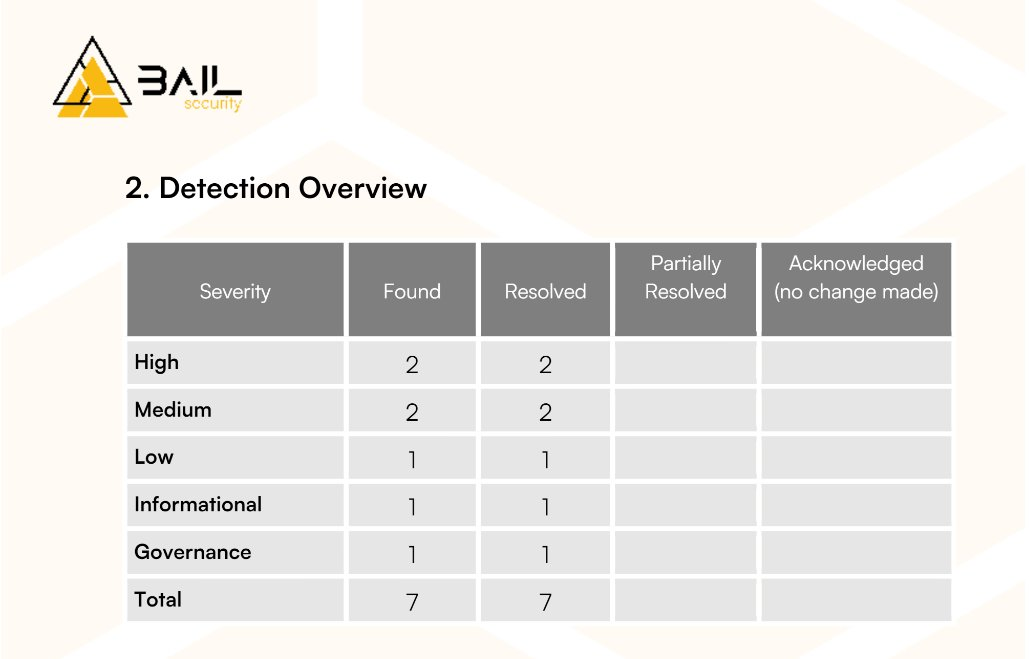 BAIL
security
2. Detection Overview
Severity Found Resolved Partially Resolved Acknowledged (no change made)
High 2 2
Medium 2 2
Low 1 1
Informational 1 1
Governance 1 1
Total 7 7